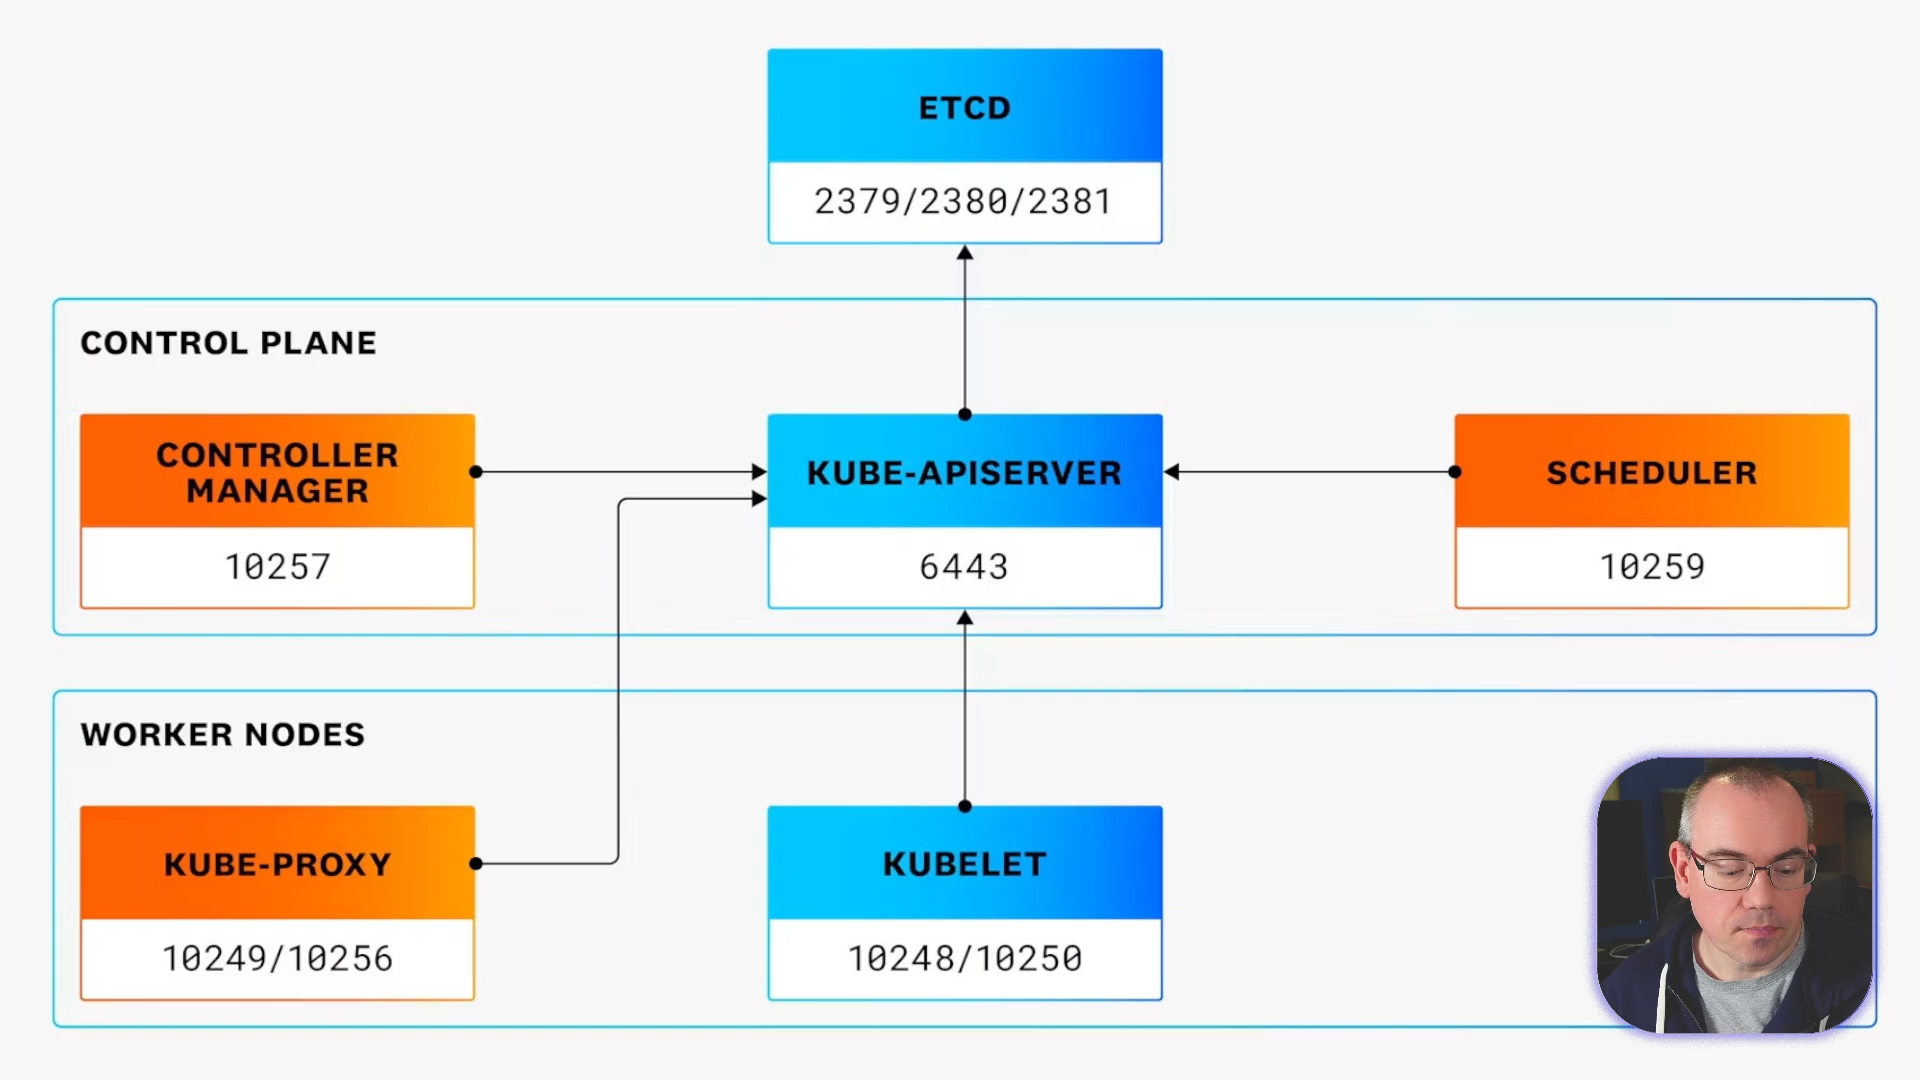 ETCD
2379/2380/2381
CONTROL PLANE
CONTROLLER
MANAGER
10257
KUBE-APISERVER
6443
SCHEDULER
10259
WORKER NODES
KUBE-PROXY
10249/10256
KUBELET
10248/10250